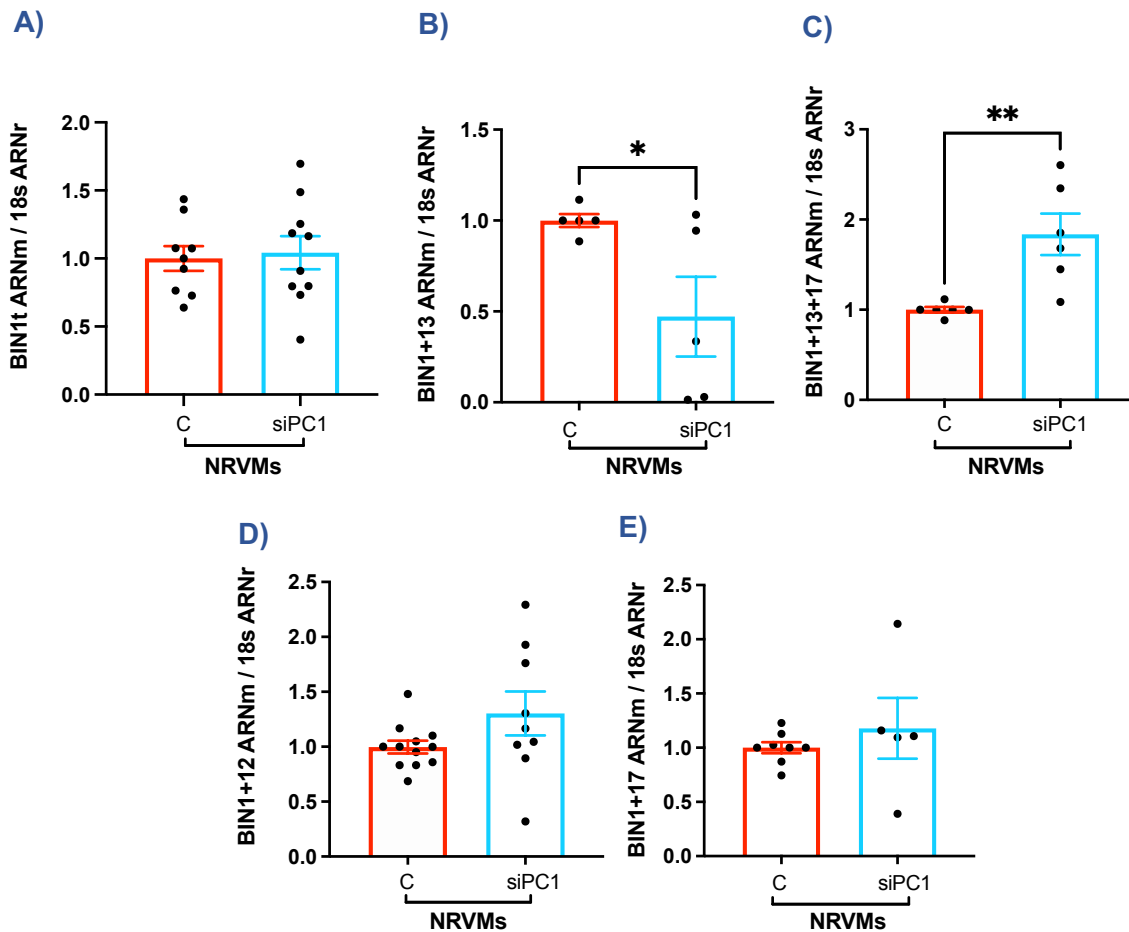 A)
B)
C)
BIN1t ARNm / 18s ARNr
2.0
1.5
1.0
0.5
0.0
C
siPC1
NRVMs
BIN1+13 ARNm / 18s ARNr
1.5
1.0
0.5
0.0
*
C
siPC1
NRVMs
BIN1+13+17 ARNm / 18s ARNr
3
2
1
0
**
C
siPC1
NRVMs
D)
E)
BIN1+12 ARNm / 18s ARNr
2.5
2.0
1.5
1.0
0.5
0.0
C
siPC1
NRVMs
BIN1+17 ARNm / 18s ARNr
2.5
2.0
1.5
1.0
0.5
0.0
C
siPC1
NRVMs